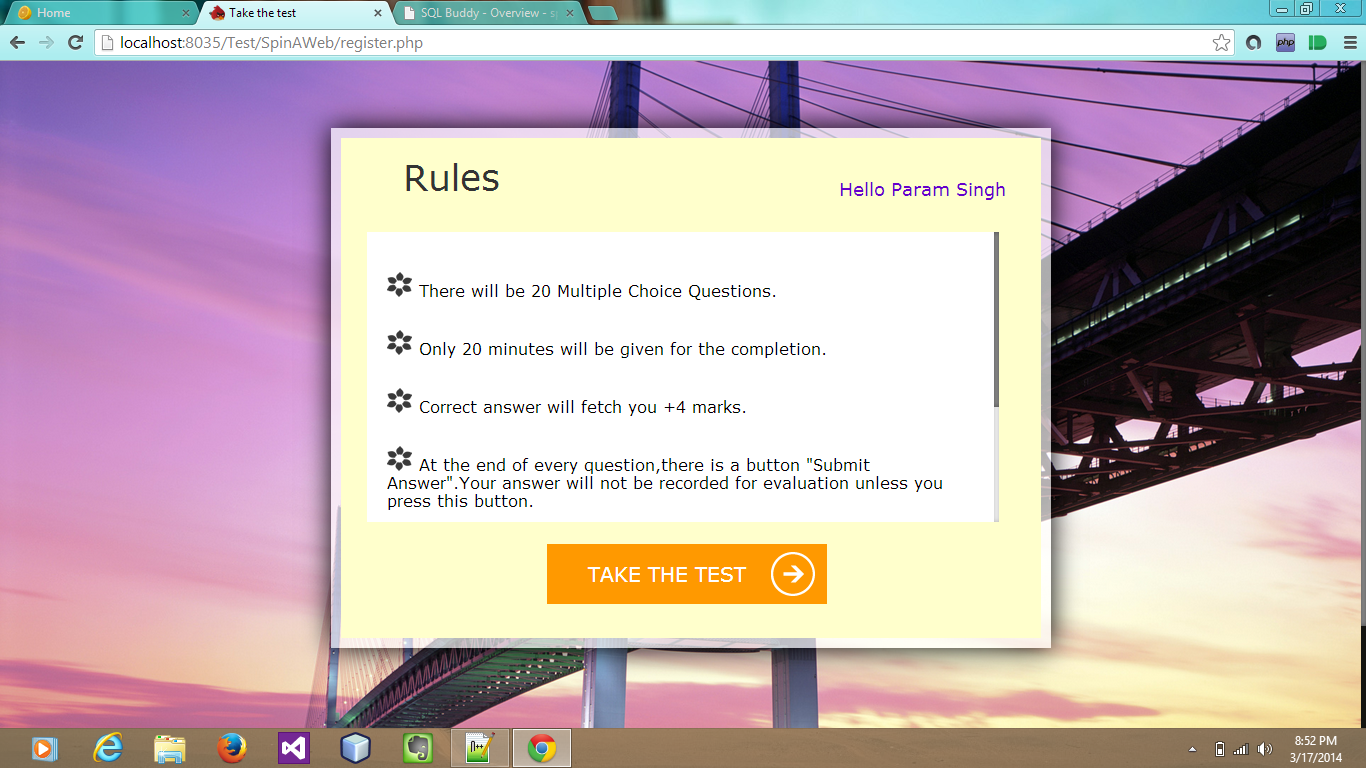 Home
Take the test
SQL Buddy - Overview - s
localhost:8035/Test/SpinAWeb/register.php
php
Rules
Hello Param Singh
There will be 20 Multiple Choice Questions.
Only 20 minutes will be given for the completion.
Correct answer will fetch you +4 marks.
At the end of every question,there is a button "Submit
Answer".Your answer will not be recorded for evaluation unless you
press this button.
TAKE THE TEST
8:52 PM
3/17/2014